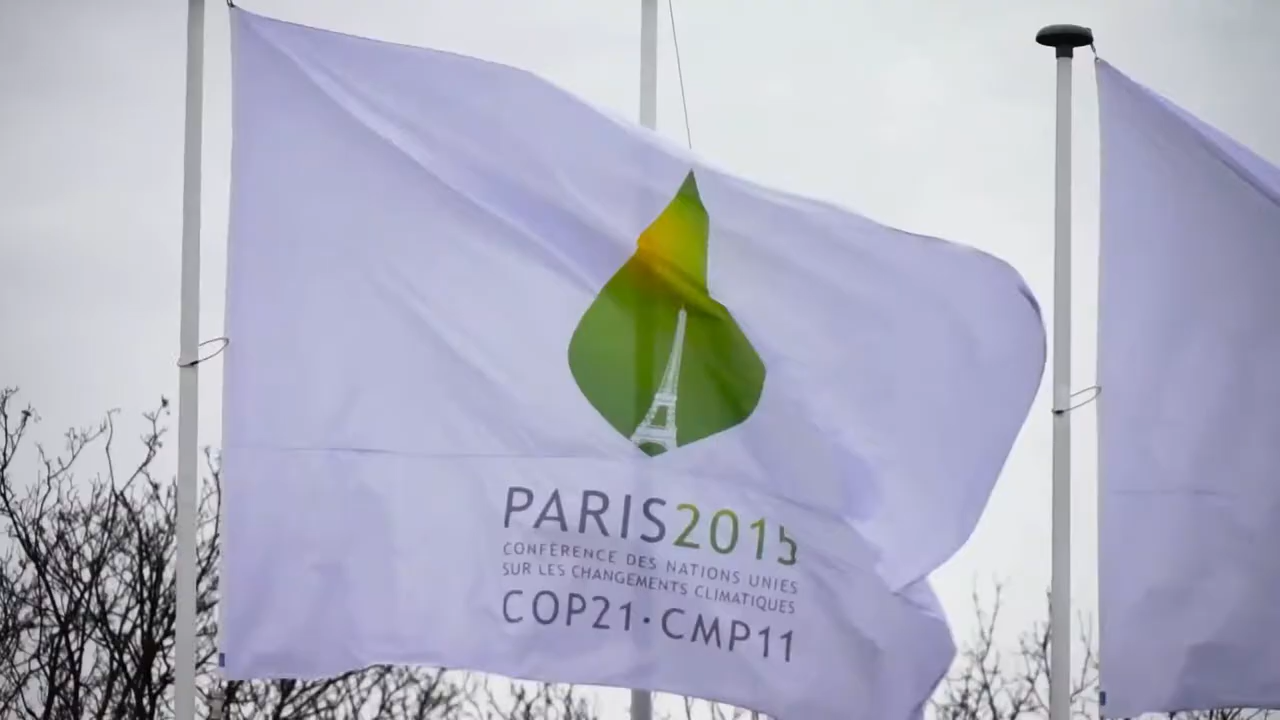 PARIS2015
CONFÉRENCE DES NATIONS UNIES
SUR LES CHANGEMENTS CLIMATIQUES
COP21·CMP11